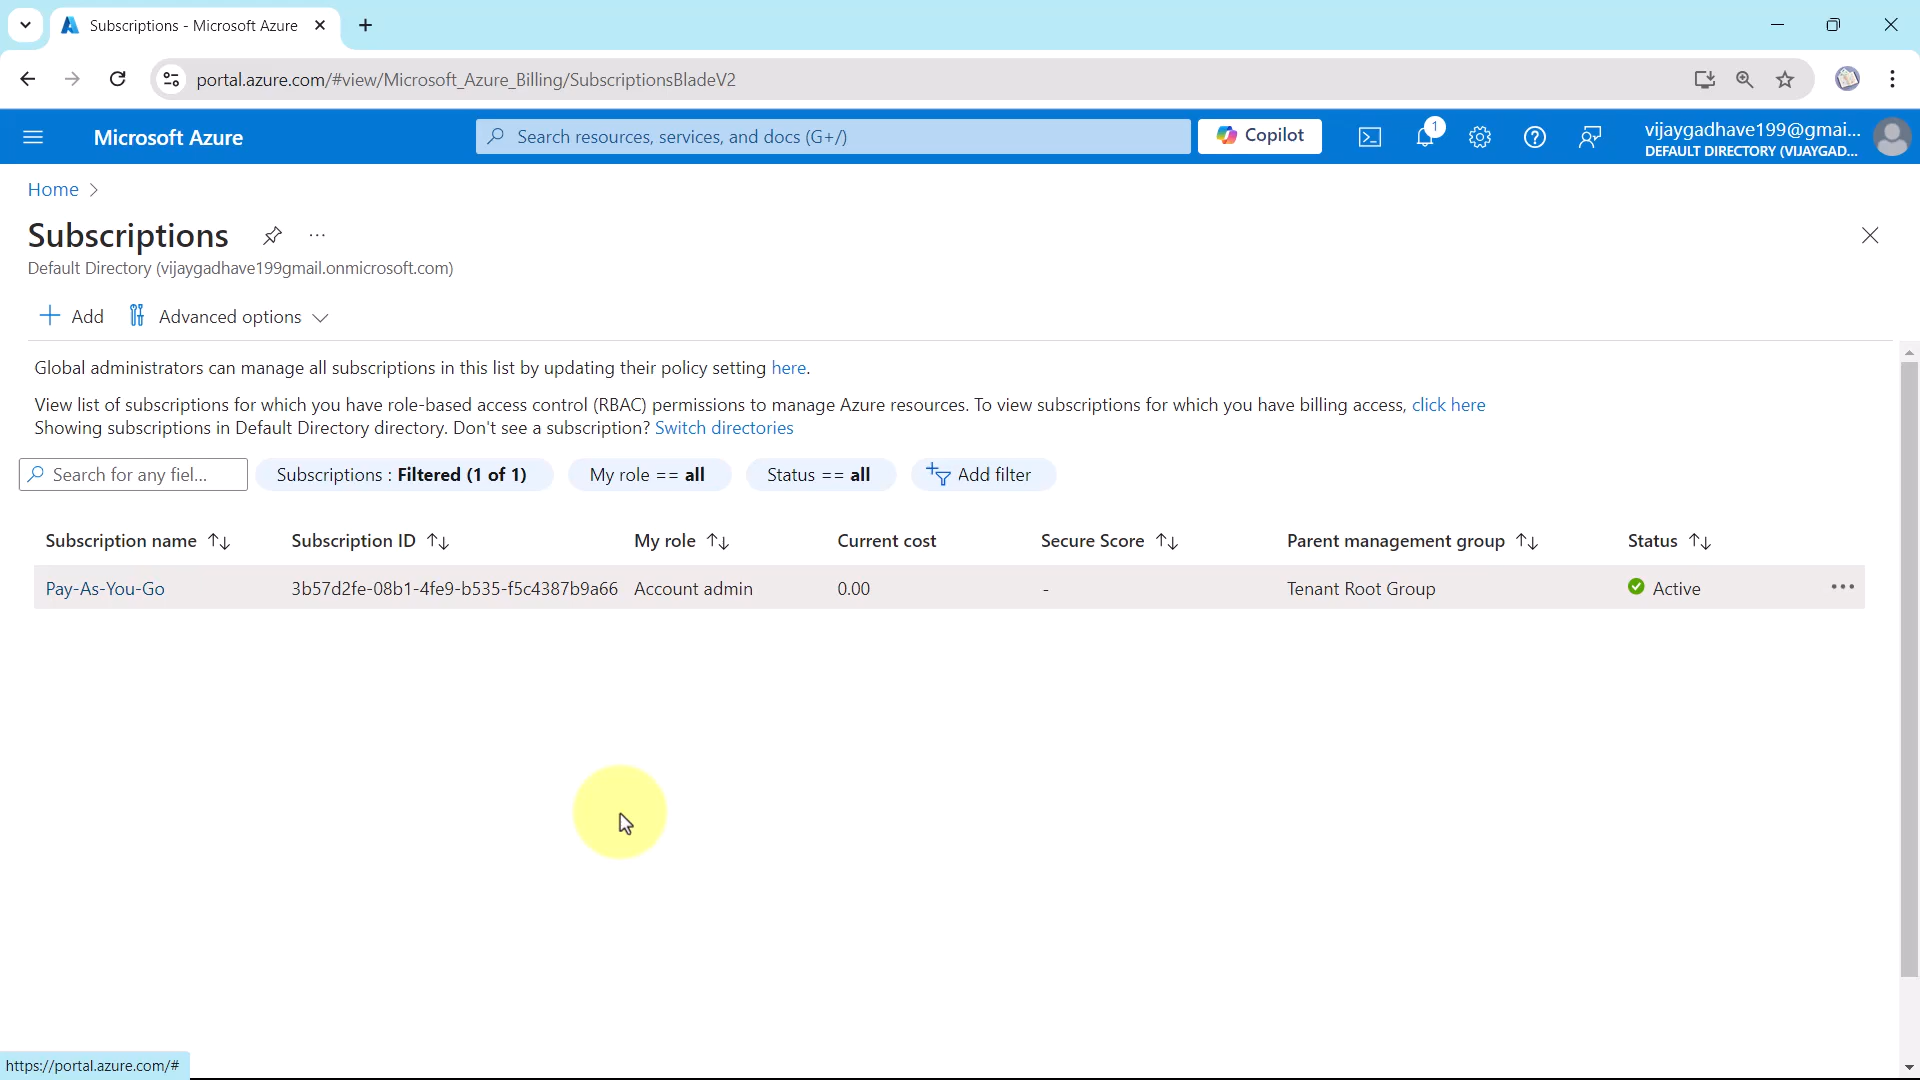 Subscriptions - Microsoft Azure
portal.azure.com/#view/Microsoft_Azure_Billing/SubscriptionsBladeV2
Microsoft Azure
Search resources, services, and docs (G+/)
Copilot
1
vijaygadhave199@gmai...
DEFAULT DIRECTORY (VIJAYGAD...
Home
Subscriptions
Default Directory (vijaygadhave199gmail.onmicrosoft.com)
Add
Advanced options
Global administrators can manage all subscriptions in this list by updating their policy setting here.
View list of subscriptions for which you have role-based access control (RBAC) permissions to manage Azure resources. To view subscriptions for which you have billing access, click here
Showing subscriptions in Default Directory directory. Don't see a subscription? Switch directories
Search for any fiel...
Subscriptions : Filtered (1 of 1)
My role == all
Status == all
Add filter
Subscription name
Subscription ID
My role
Current cost
Secure Score
Parent management group
Status
Pay-As-You-Go
3b57d2fe-08b1-4fe9-b535-f5c4387b9a66
Account admin
0.00
-
Tenant Root Group
Active
https://portal.azure.com/#